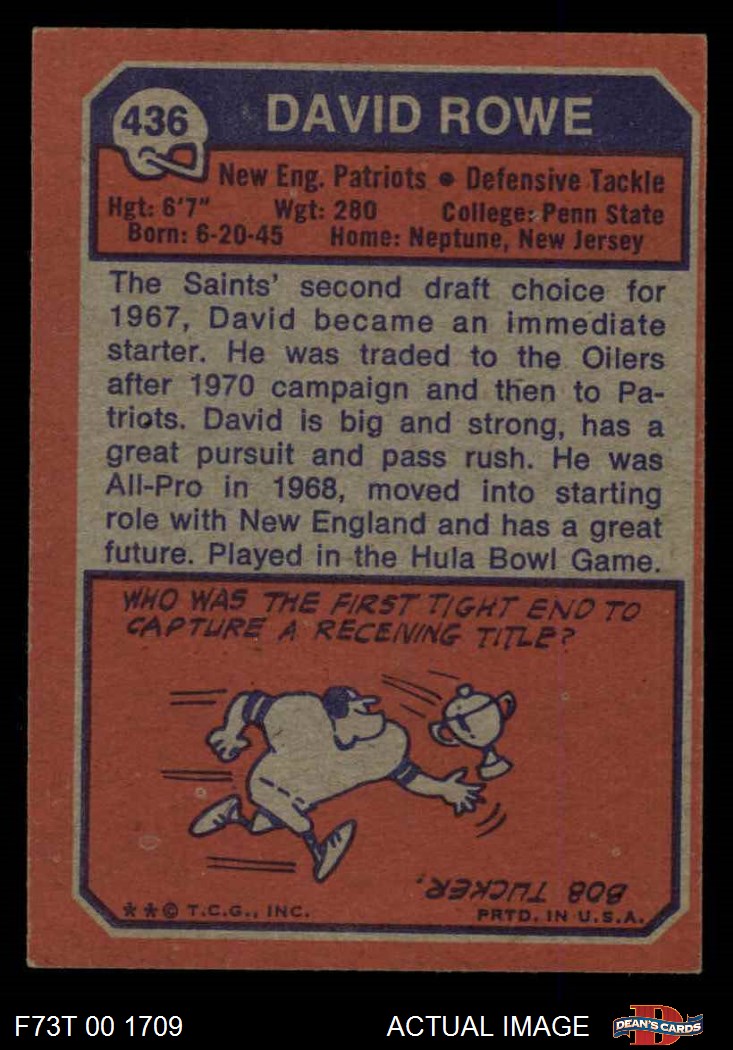 436
DAVID ROWE
New Eng. Patriots • Defensive Tackle
Hgt: 6'7" Wgt: 280 College: Penn State
Born: 6-20-45 Home: Neptune, New Jersey
The Saints' second draft choice for
1967, David became an immediate
starter. He was traded to the Oilers
after 1970 campaign and then to Pa-
triots. David is big and strong, has a
great pursuit and pass rush. He was
All-Pro in 1968, moved into starting
role with New England and has a great
future. Played in the Hula Bowl Game.
WHO WAS THE FIRST TIGHT END TO
CAPTURE A RECEIVING TITLE?
BOB TUCKER.
**© T.C.G., INC. PRTD. IN U.S.A.
F73T 00 1709 ACTUAL IMAGE
D
DEAN'S CARDS